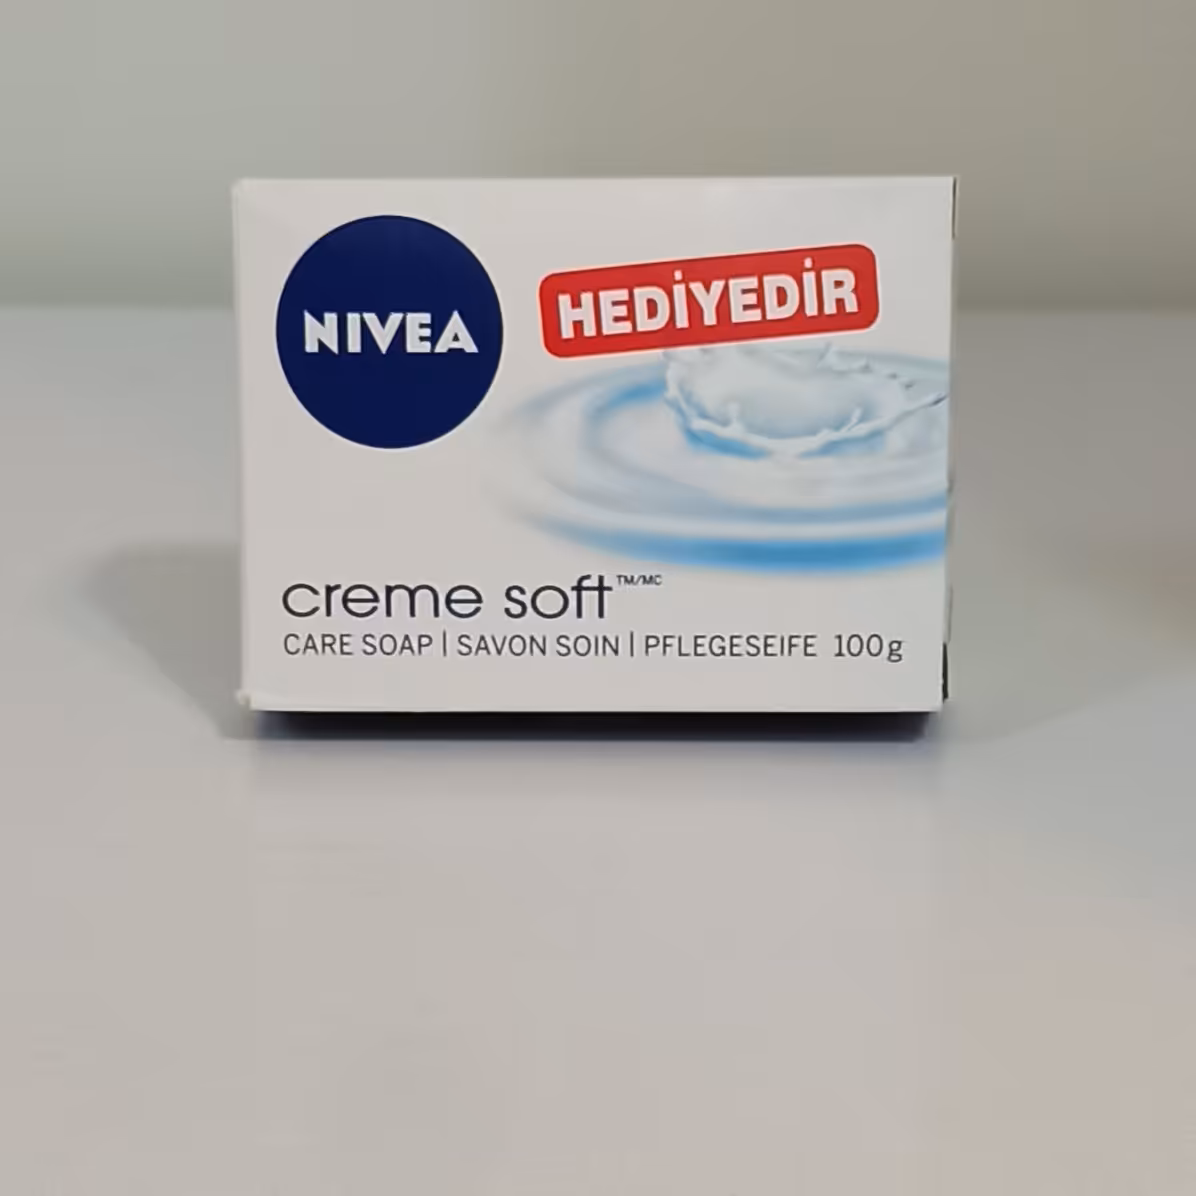 NIVEA
HEDİYEDİR
creme soft™/MC
CARE SOAP | SAVON SOIN | PFLEGESEIFE 100g